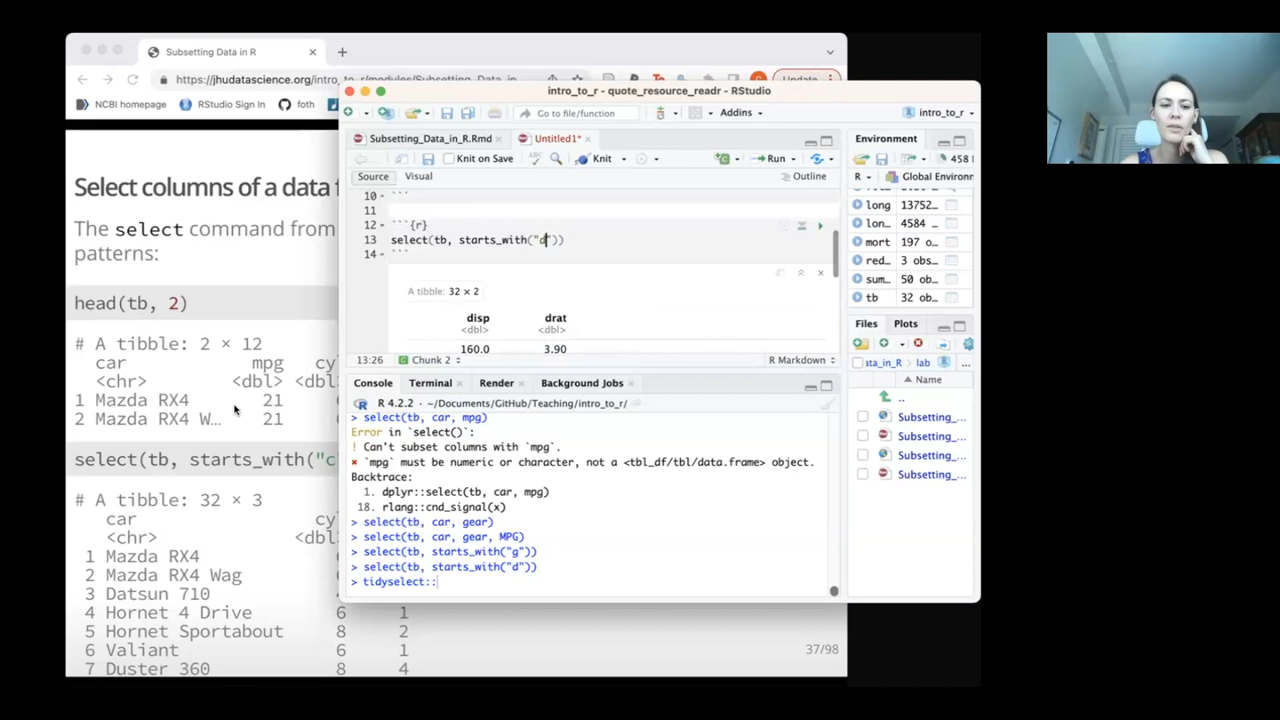 Subsetting Data in R
https://jhudatascience.org/intro_to_r/modules/Subsetting_Data_in
Update
NCBI homepage
RStudio Sign In
foth
Select columns of a data
The select command from
patterns:
head(tb, 2)
# A tibble: 2 × 12
car mpg
<chr> <dbl> <dbl
1 Mazda RX4 21
2 Mazda RX4 W… 21
select(tb, starts_with("c
# A tibble: 32 × 3
car cy
<chr> <dbl
1 Mazda RX4
2 Mazda RX4 Wag
3 Datsun 710
4 Hornet 4 Drive 6 1
5 Hornet Sportabout 8 2
6 Valiant 6 1
7 Duster 360 8 4
37/98
intro_to_r - quote_resource_readr - RStudio
Go to file/function
Addins
intro_to_r
Subsetting_Data_in_R.Rmd
Untitled1*
Knit on Save
Knit
Run
Source
Visual
Outline
10 ```
11
12 ```{r}
13 select(tb, starts_with("d"))
14 ```
A tibble: 32 × 2
disp drat
<dbl> <dbl>
160.0 3.90
13:26
Chunk 2
R Markdown
Console
Terminal
Render
Background Jobs
R 4.2.2 · ~/Documents/GitHub/Teaching/intro_to_r/
> select(tb, car, mpg)
Error in `select()`:
! Can't subset columns with `mpg`.
✖ `mpg` must be numeric or character, not a <tbl_df/tbl/data.frame> object.
Backtrace:
1. dplyr::select(tb, car, mpg)
18. rlang::cnd_signal(x)
> select(tb, car, gear)
> select(tb, car, gear, MPG)
> select(tb, starts_with("g"))
> select(tb, starts_with("d"))
> tidyselect::
Environment
458
R
Global Environm
long 13752…
lon… 4584 …
mort 197 o…
red… 3 obs…
sum… 50 ob…
tb 32 ob…
Files
Plots
ata_in_R
lab
Name
..
Subsetting_…
Subsetting_…
Subsetting_…
Subsetting_…